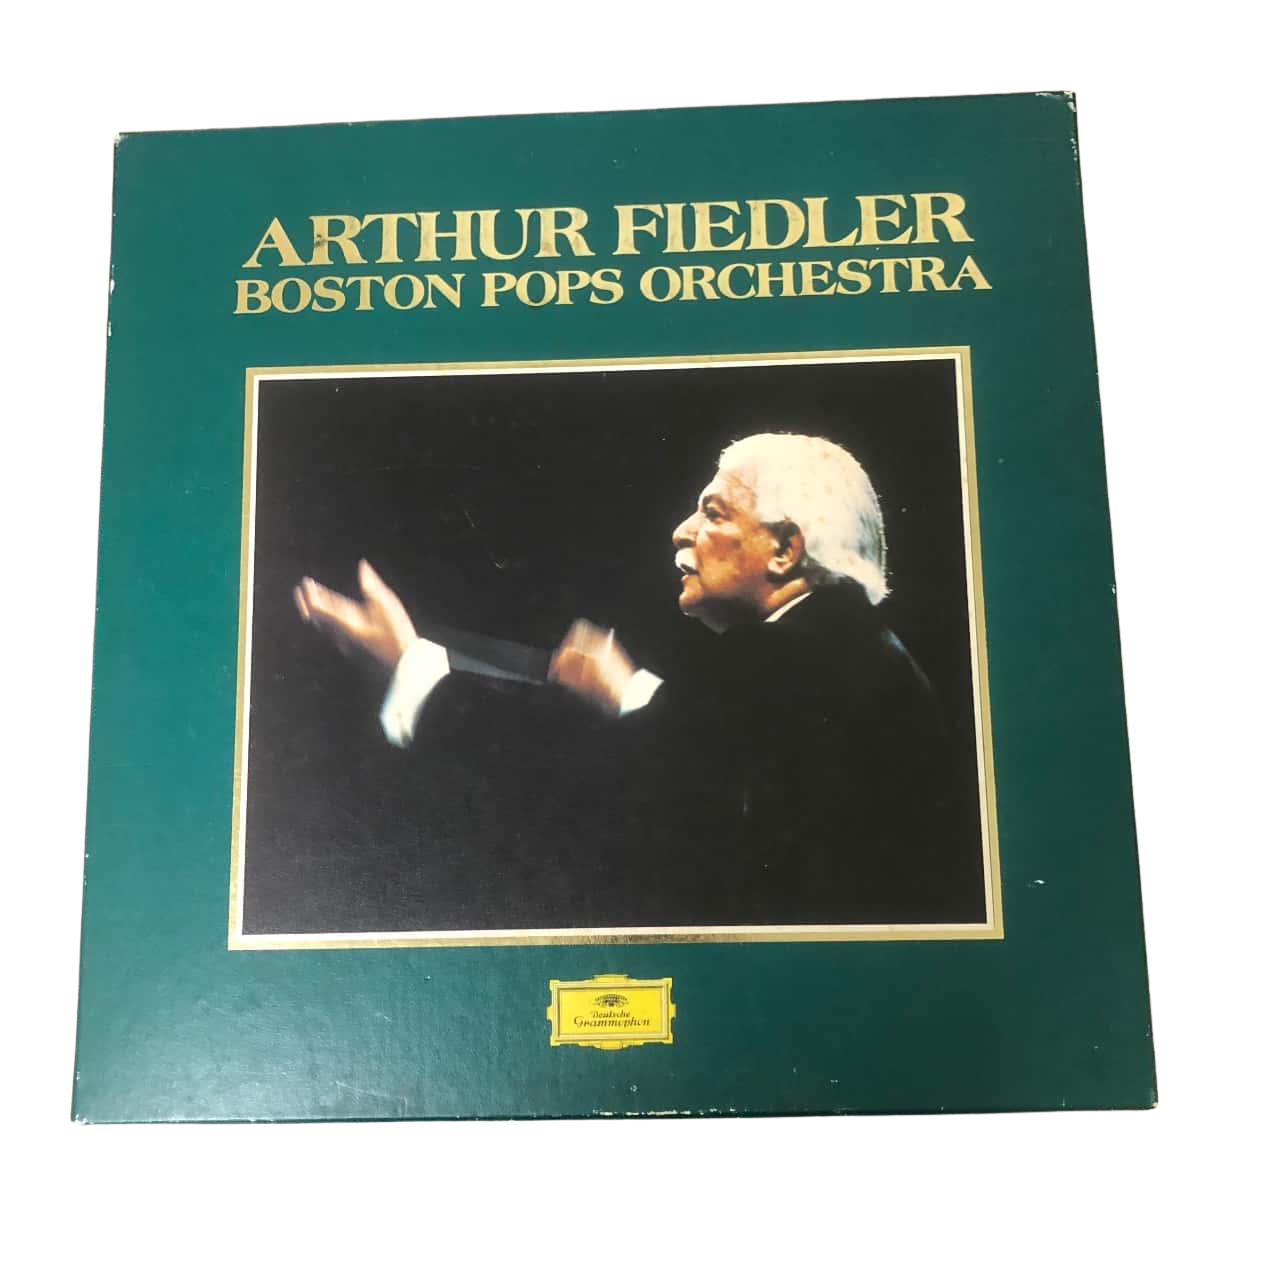 ARTHUR FIEDLER
BOSTON POPS ORCHESTRA
Deutsche
Grammophon